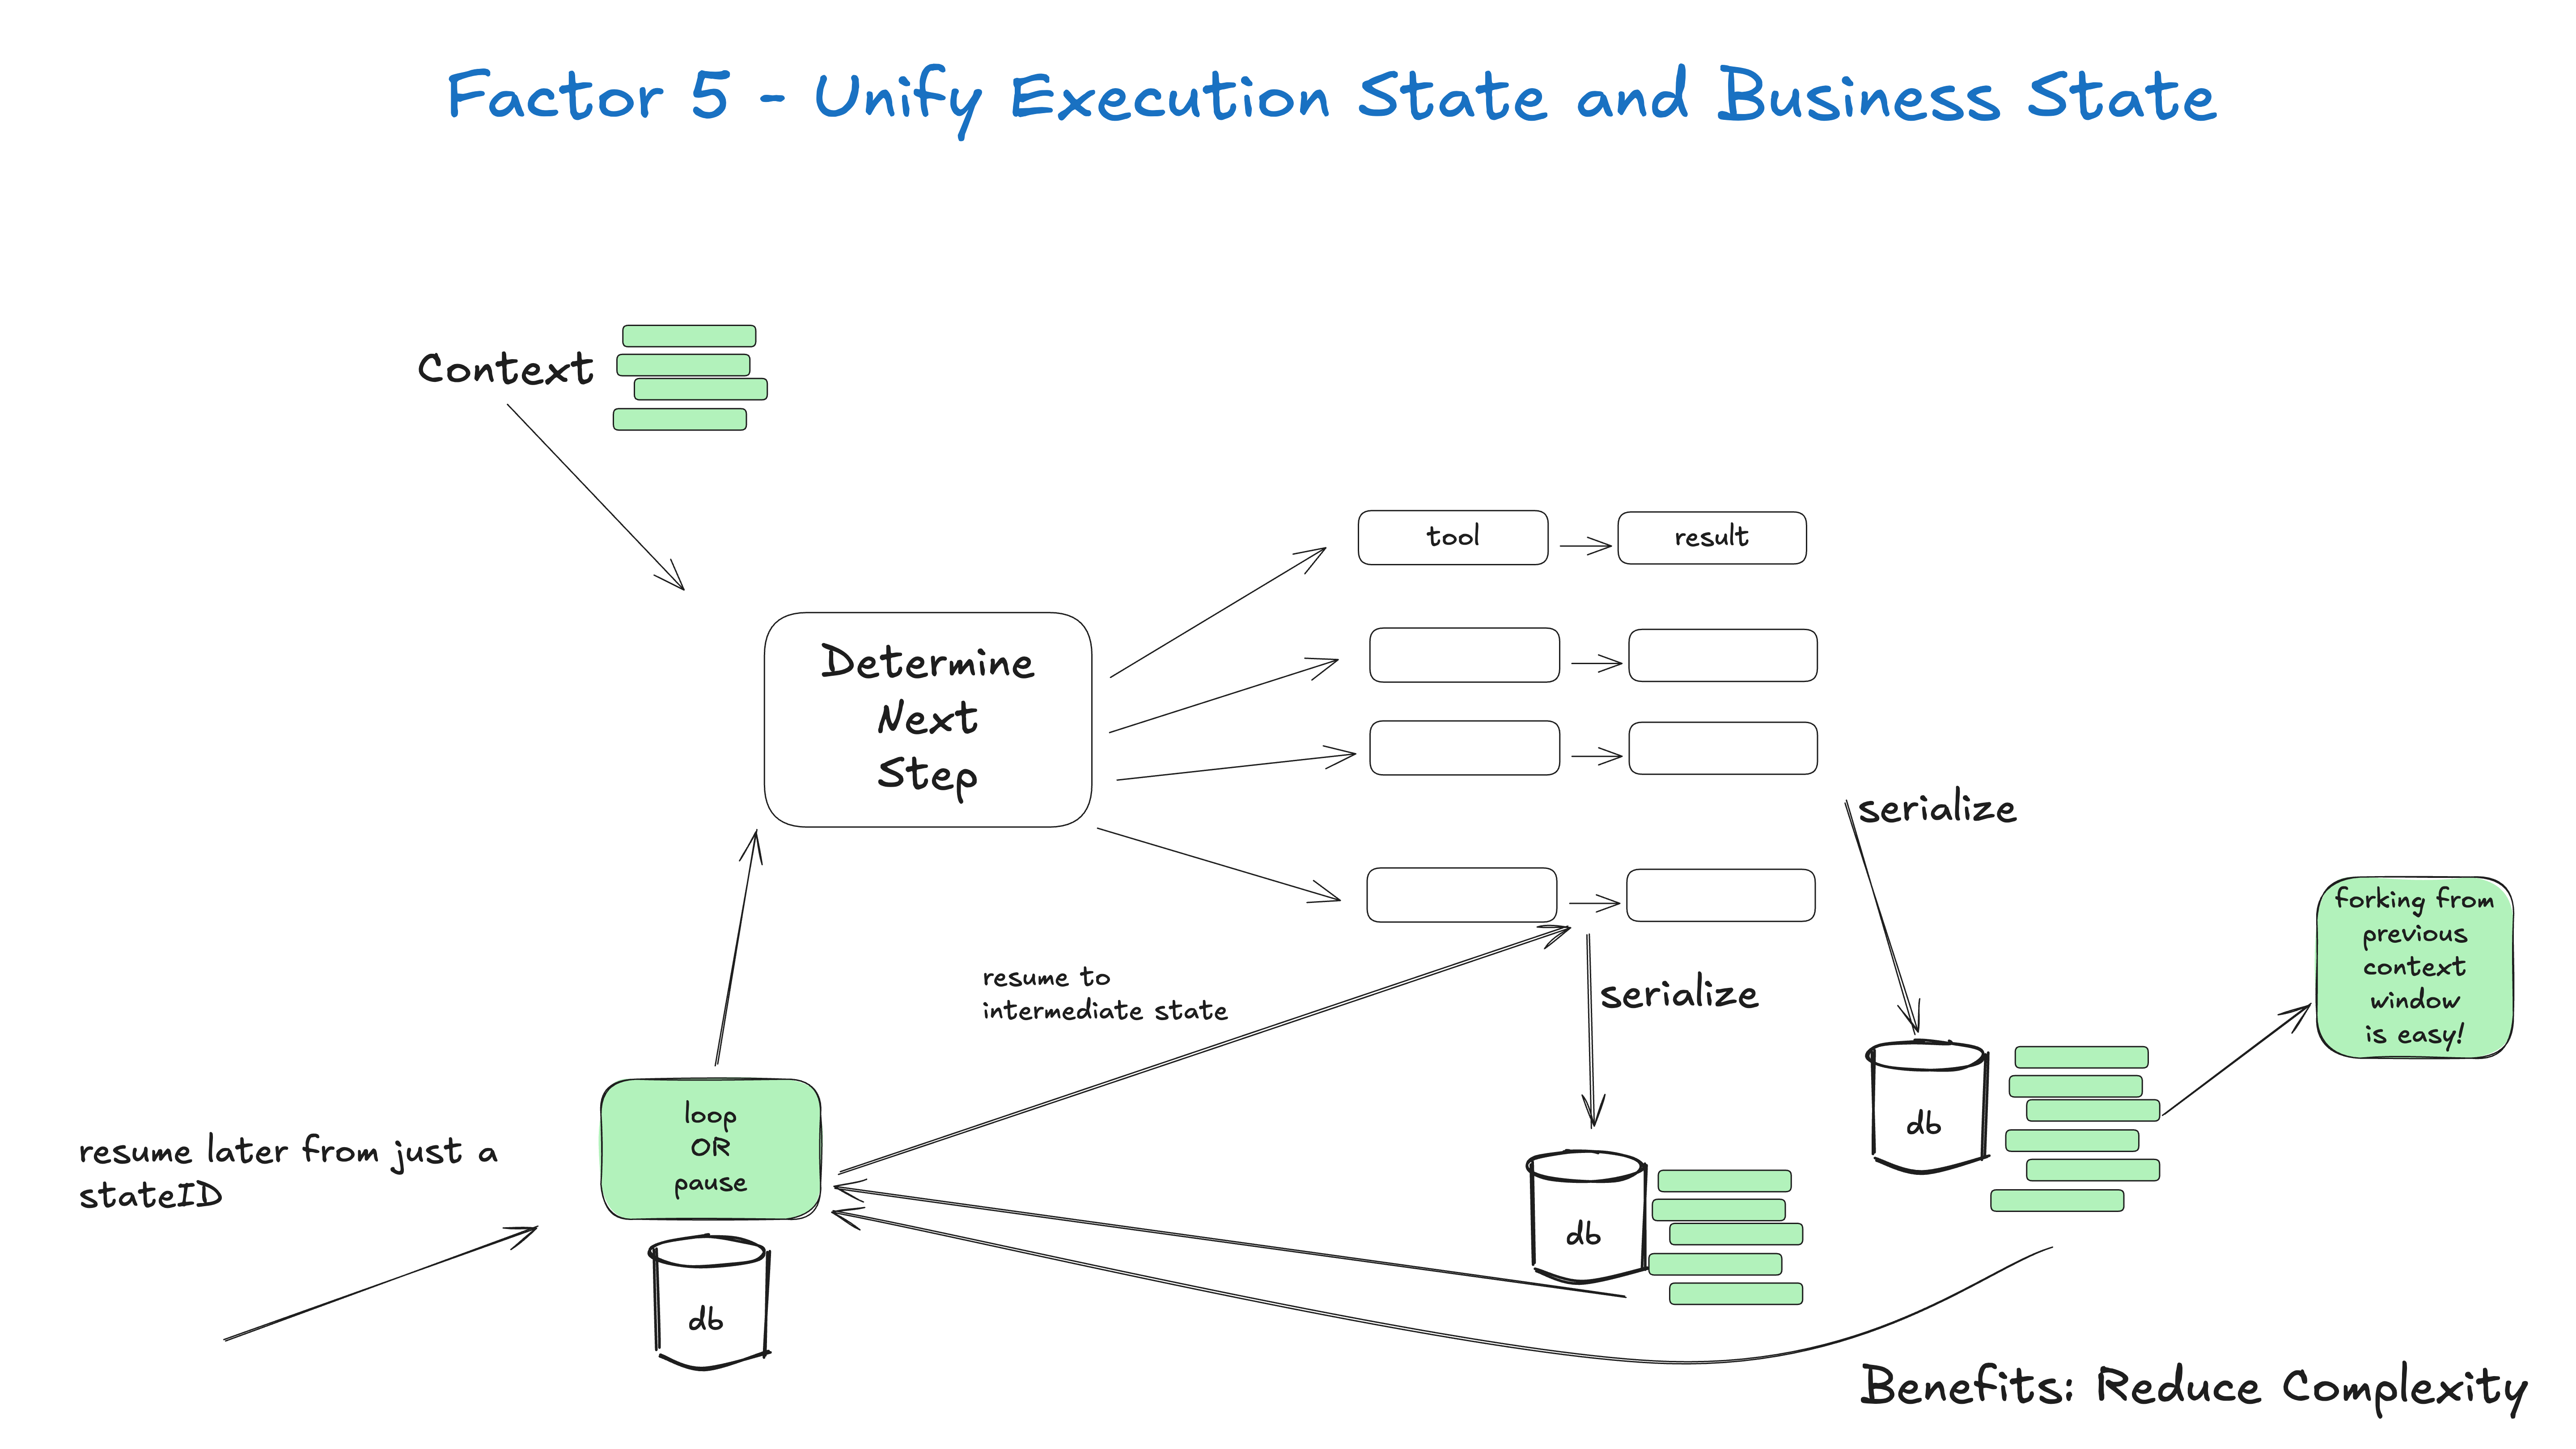 Factor 5 - Unify Execution State and Business State
Context
tool
result
Determine
Next
Step
serialize
forking from
previous
context
window
is easy!
resume to
intermediate state
serialize
db
loop
OR
pause
resume later from just a
stateID
db
db
Benefits: Reduce Complexity